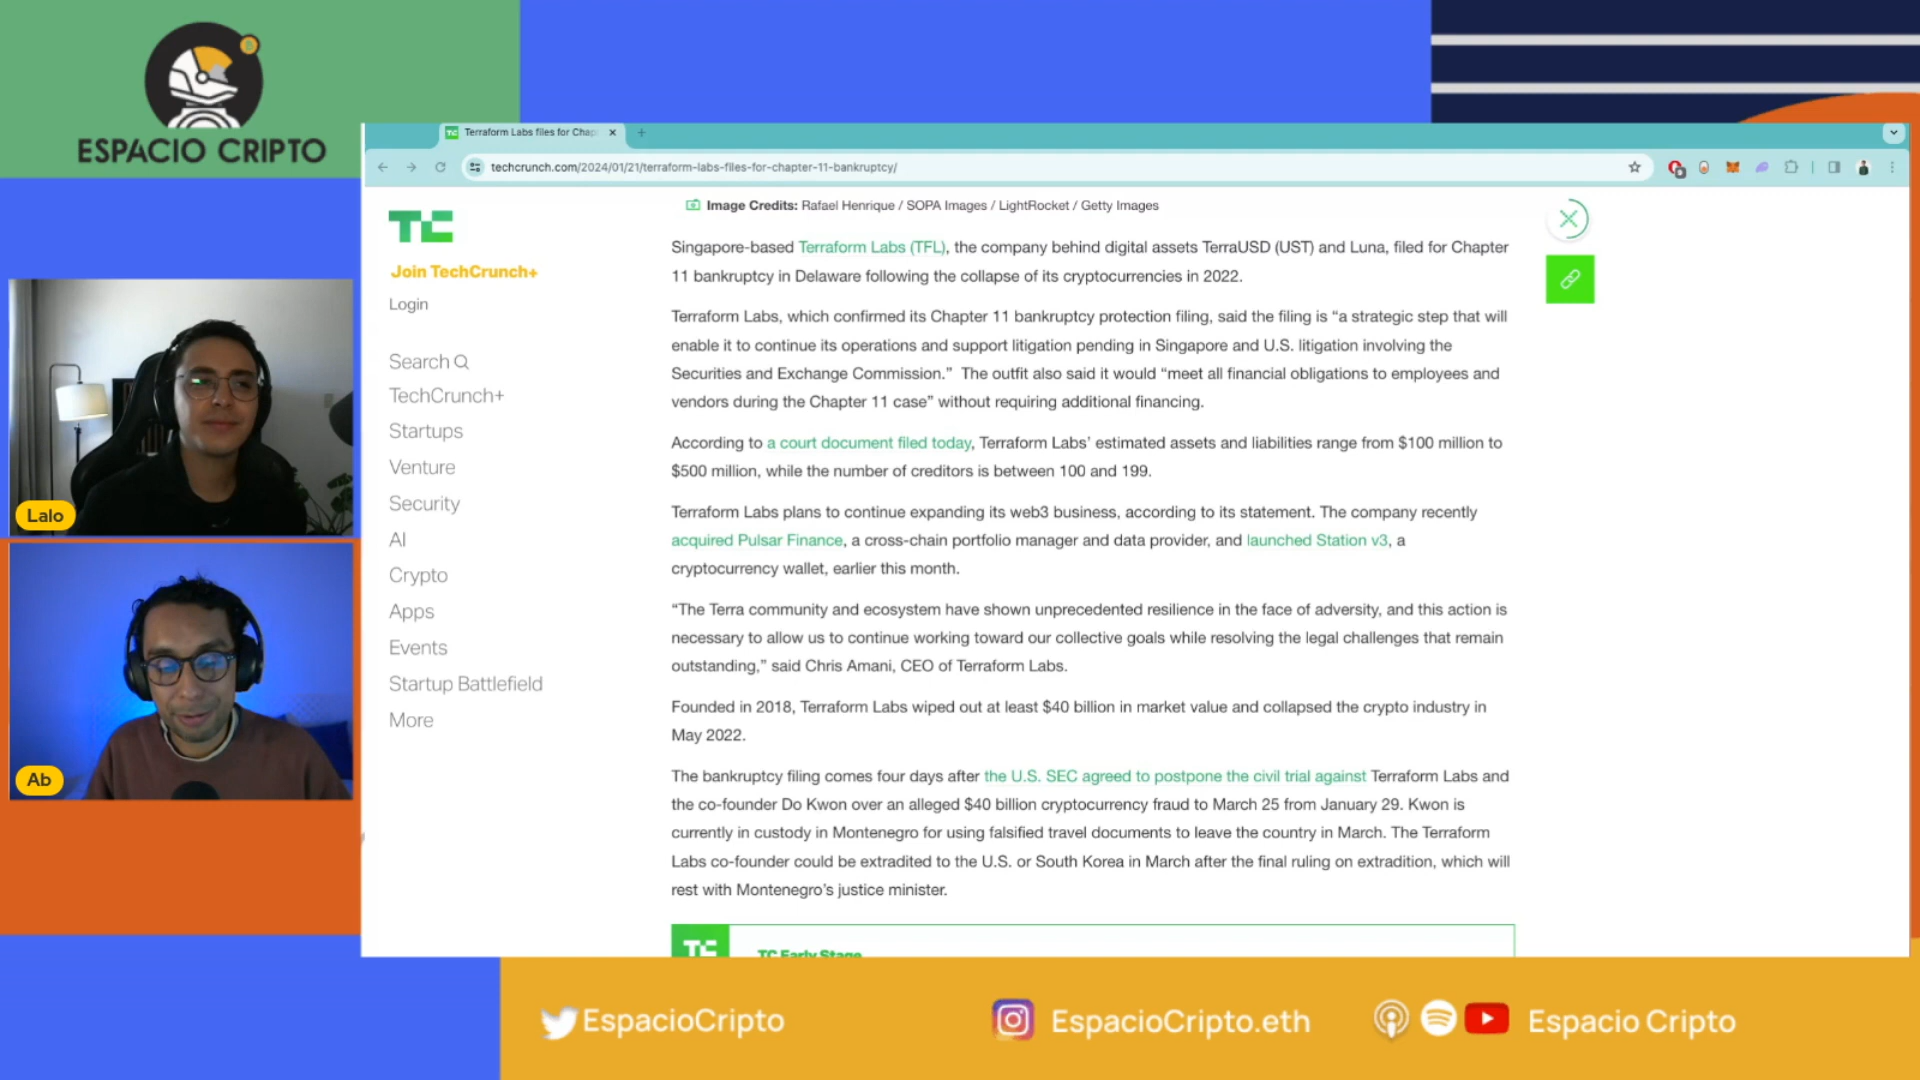 ESPACIO CRIPTO
Terraform Labs files for Chap
techcrunch.com/2024/01/21/terraform-labs-files-for-chapter-11-bankruptcy/
TC
Join TechCrunch+
Login
Search
TechCrunch+
Startups
Venture
Security
AI
Crypto
Apps
Events
Startup Battlefield
More
Image Credits: Rafael Henrique / SOPA Images / LightRocket / Getty Images
Singapore-based Terraform Labs (TFL), the company behind digital assets TerraUSD (UST) and Luna, filed for Chapter
11 bankruptcy in Delaware following the collapse of its cryptocurrencies in 2022.
Terraform Labs, which confirmed its Chapter 11 bankruptcy protection filing, said the filing is “a strategic step that will
enable it to continue its operations and support litigation pending in Singapore and U.S. litigation involving the
Securities and Exchange Commission.” The outfit also said it would “meet all financial obligations to employees and
vendors during the Chapter 11 case” without requiring additional financing.
According to a court document filed today, Terraform Labs’ estimated assets and liabilities range from $100 million to
$500 million, while the number of creditors is between 100 and 199.
Terraform Labs plans to continue expanding its web3 business, according to its statement. The company recently
acquired Pulsar Finance, a cross-chain portfolio manager and data provider, and launched Station v3, a
cryptocurrency wallet, earlier this month.
“The Terra community and ecosystem have shown unprecedented resilience in the face of adversity, and this action is
necessary to allow us to continue working toward our collective goals while resolving the legal challenges that remain
outstanding,” said Chris Amani, CEO of Terraform Labs.
Founded in 2018, Terraform Labs wiped out at least $40 billion in market value and collapsed the crypto industry in
May 2022.
The bankruptcy filing comes four days after the U.S. SEC agreed to postpone the civil trial against Terraform Labs and
the co-founder Do Kwon over an alleged $40 billion cryptocurrency fraud to March 25 from January 29. Kwon is
currently in custody in Montenegro for using falsified travel documents to leave the country in March. The Terraform
Labs co-founder could be extradited to the U.S. or South Korea in March after the final ruling on extradition, which will
rest with Montenegro’s justice minister.
TC
TC Early Stage
Lalo
Ab
EspacioCripto
EspacioCripto.eth
Espacio Cripto